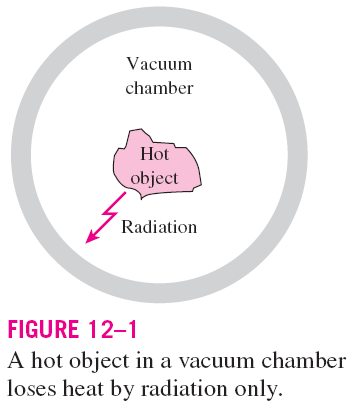 Vacuum
chamber
Hot
object
Radiation
FIGURE 12–1
A hot object in a vacuum chamber
loses heat by radiation only.